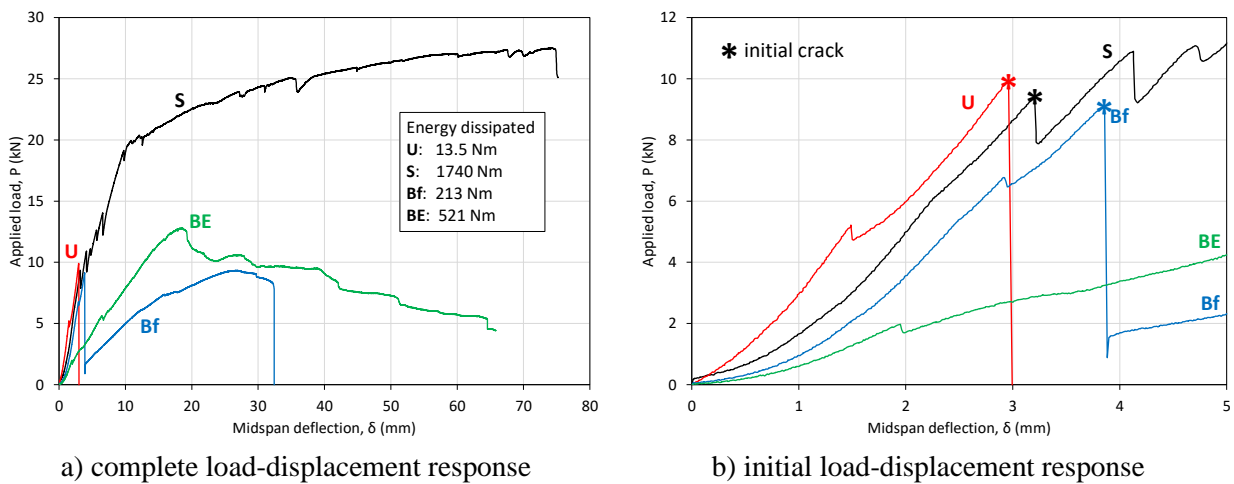 30
25
20
15
10
5
0
Applied load, P (kN)
S
U
BE
Bf
Energy dissipated
U: 13.5 Nm
S: 1740 Nm
Bf: 213 Nm
BE: 521 Nm
0 10 20 30 40 50 60 70 80
Midspan deflection, δ (mm)
a) complete load-displacement response
12
10
8
6
4
2
0
Applied load, P (kN)
* initial crack
S
U
Bf
BE
Bf
0 1 2 3 4 5
Midspan deflection, δ (mm)
b) initial load-displacement response